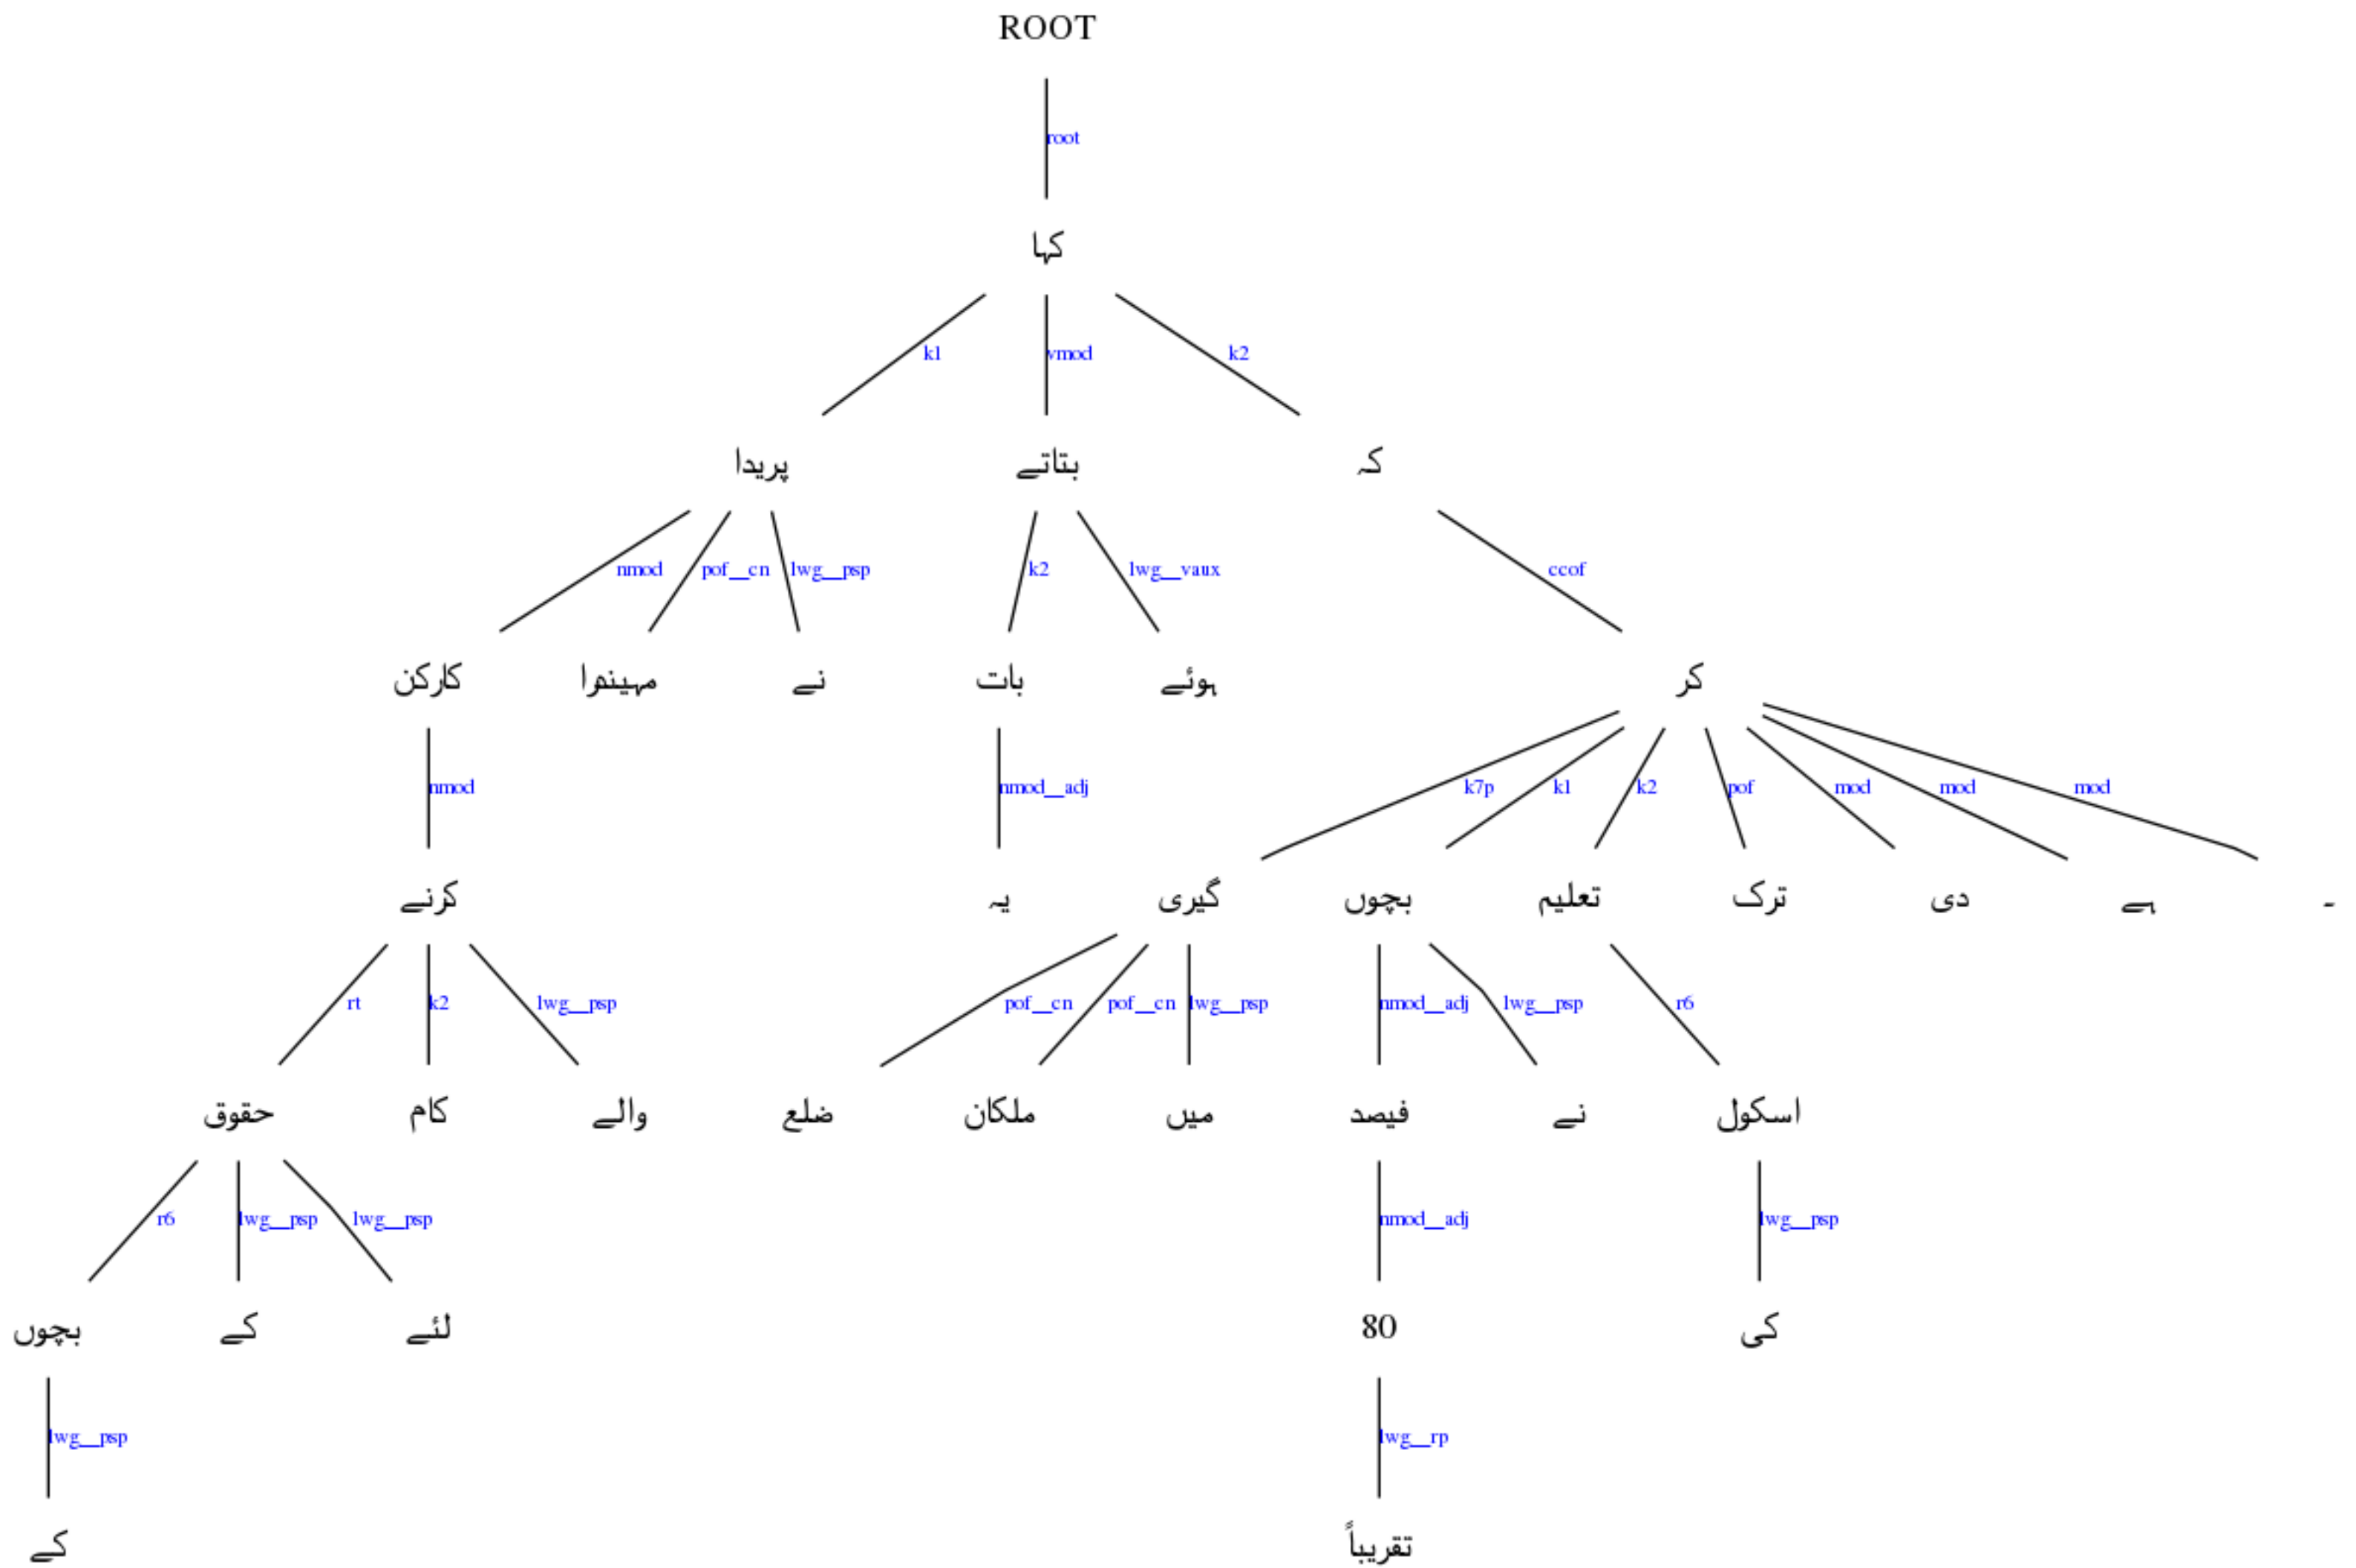 ROOT
root
کہا
k1 vmod k2
پریدا بتاتے کہ
nmod pof__cn lwg__psp k2 lwg__vaux ccof
کارکن نے بات ہوئے کر
nmod nmod__adj k7p k1 k2 pof mod mod mod
کرنے یہ گیری بچوں تعلیم ترک دی ہے ۔
rt k2 lwg__psp pof__cn pof__cn lwg__psp nmod__adj lwg__psp r6
حقوق کام والے ضلع ملکان میں فیصد نے اسکول
r6 lwg__psp lwg__psp nmod__adj lwg__psp
بچوں کے لئے 80 کی
lwg__psp lwg__rp
کے تقریباً